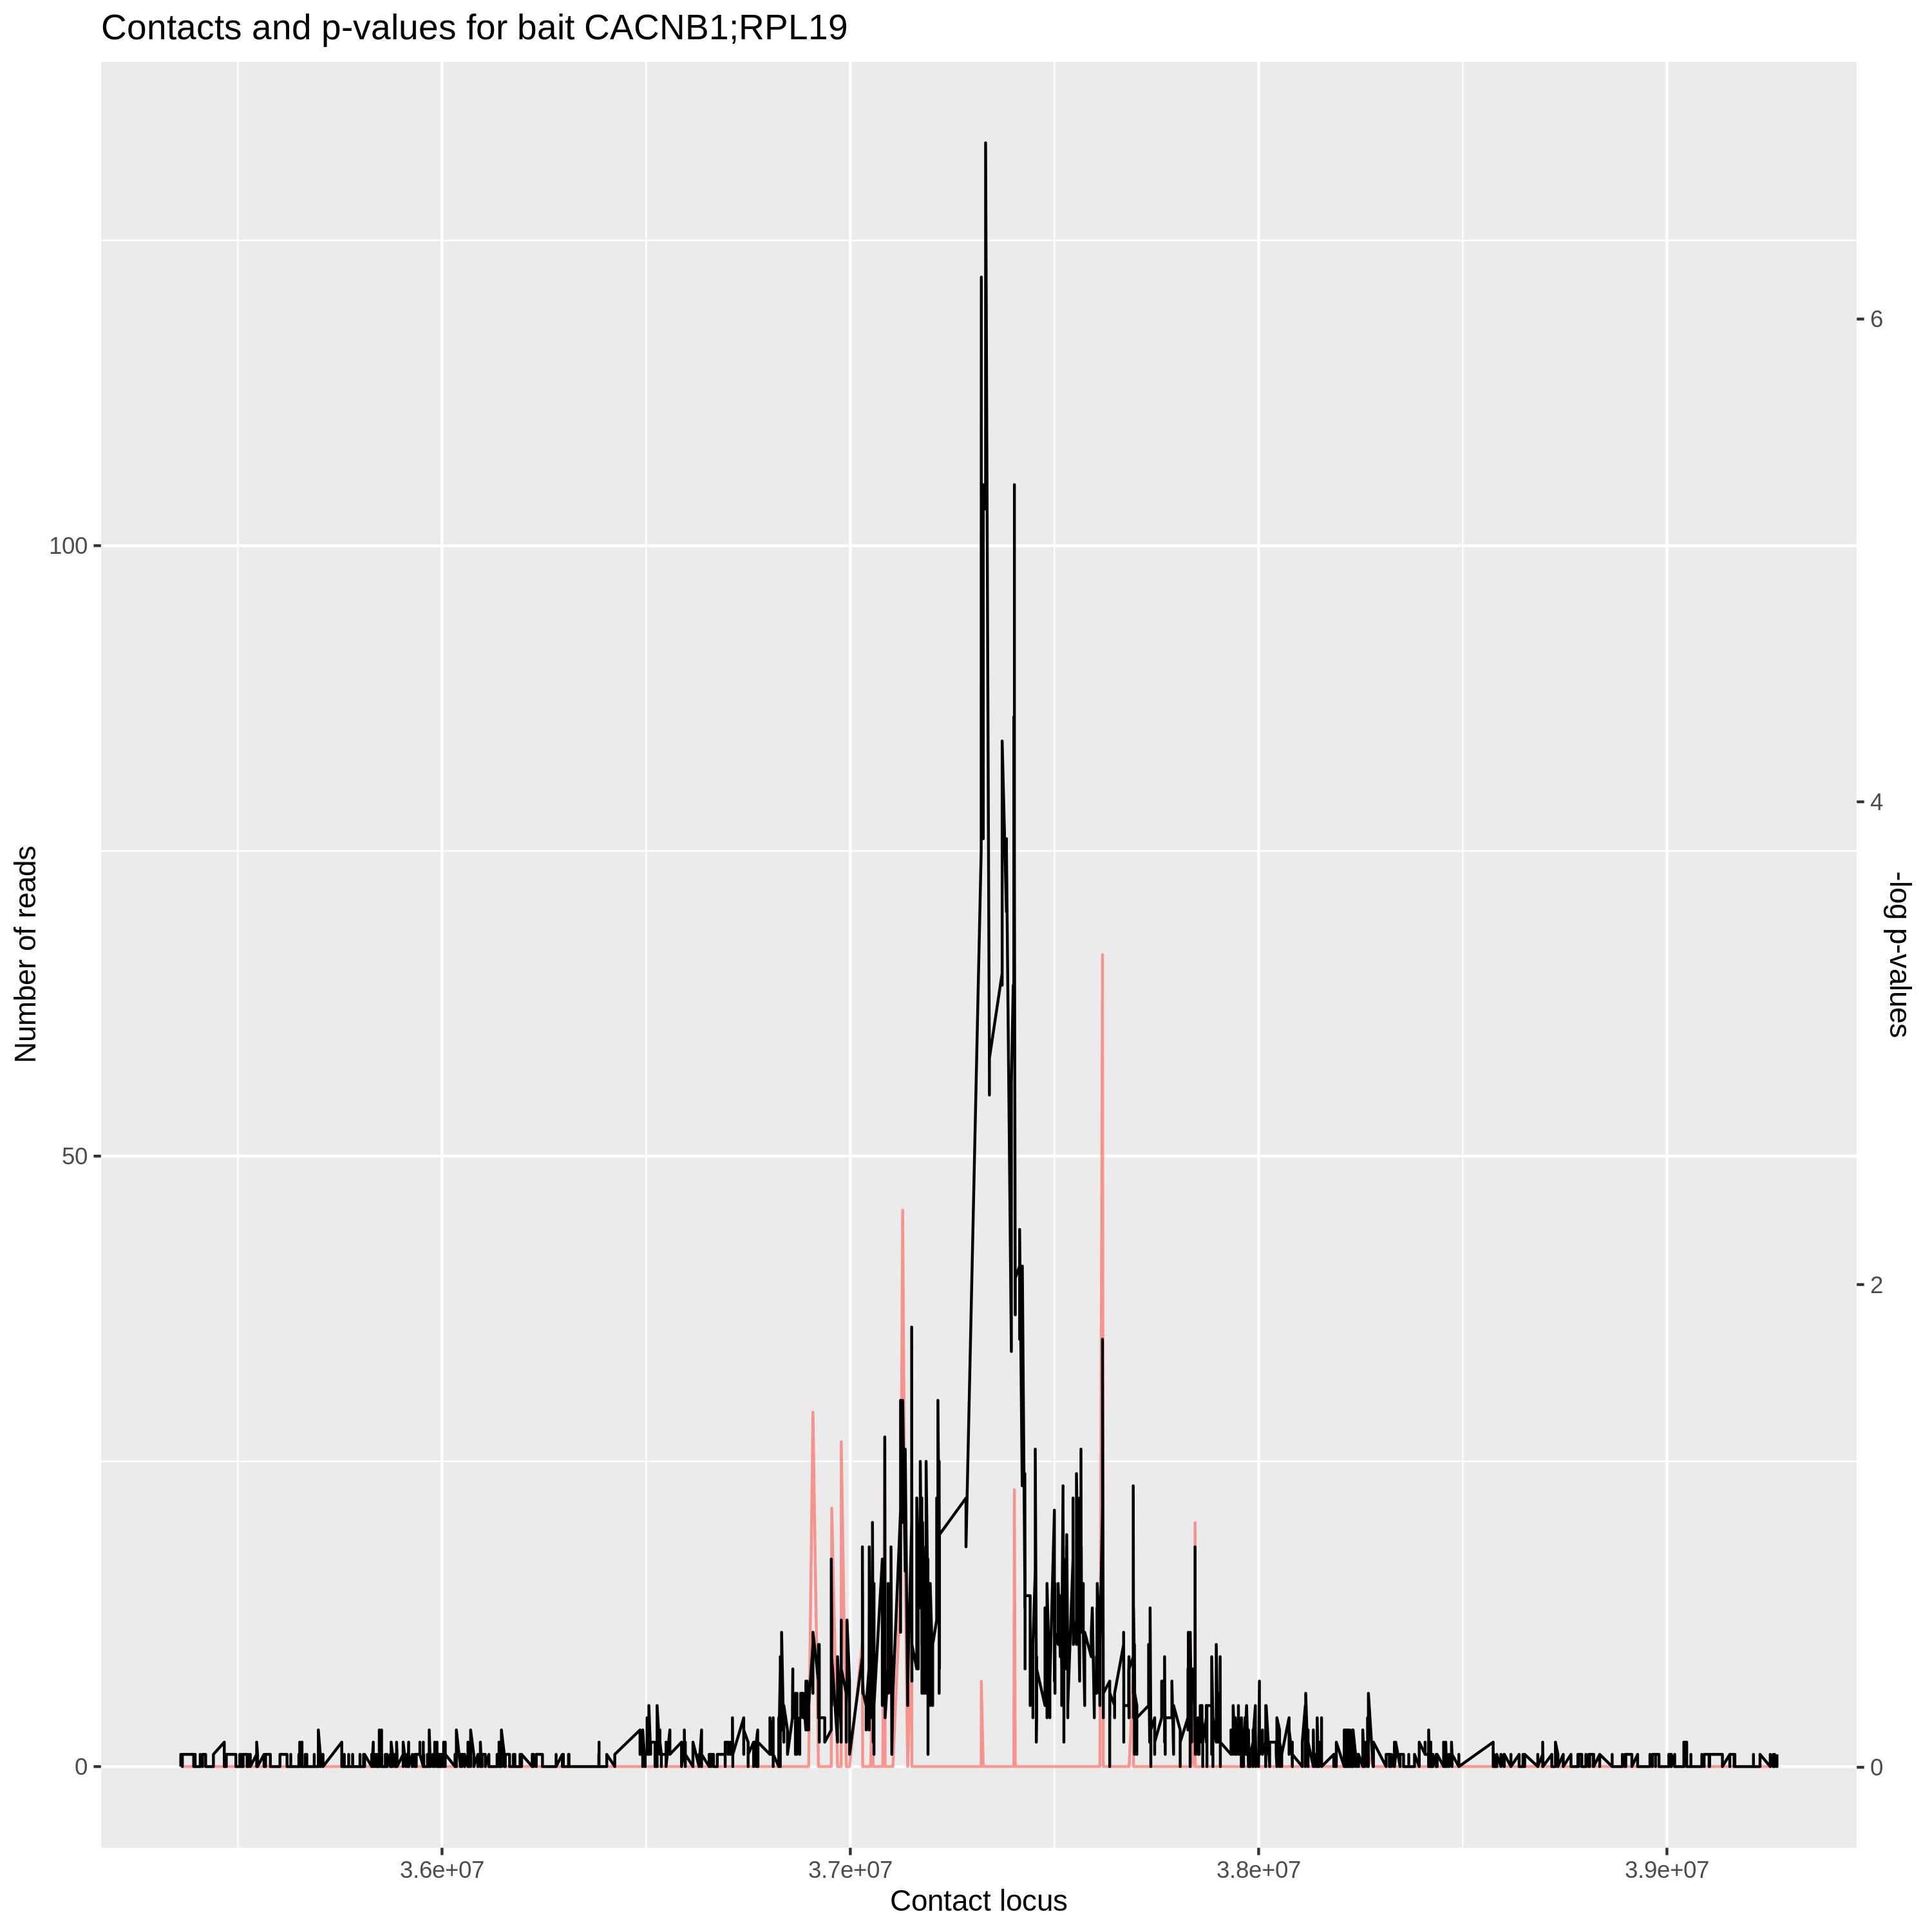 Contacts and p-values for bait CACNB1;RPL19
Number of reads
100
50
0
6
4
2
0
-log p-values
3.6e+07 3.7e+07 3.8e+07 3.9e+07
Contact locus